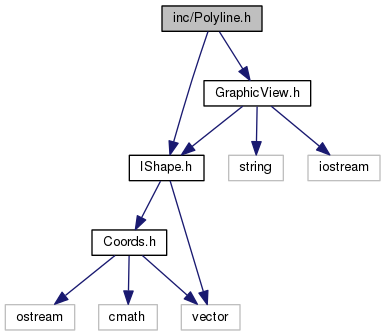 inc/Polyline.h
GraphicView.h
IShape.h
string
iostream
Coords.h
ostream
cmath
vector